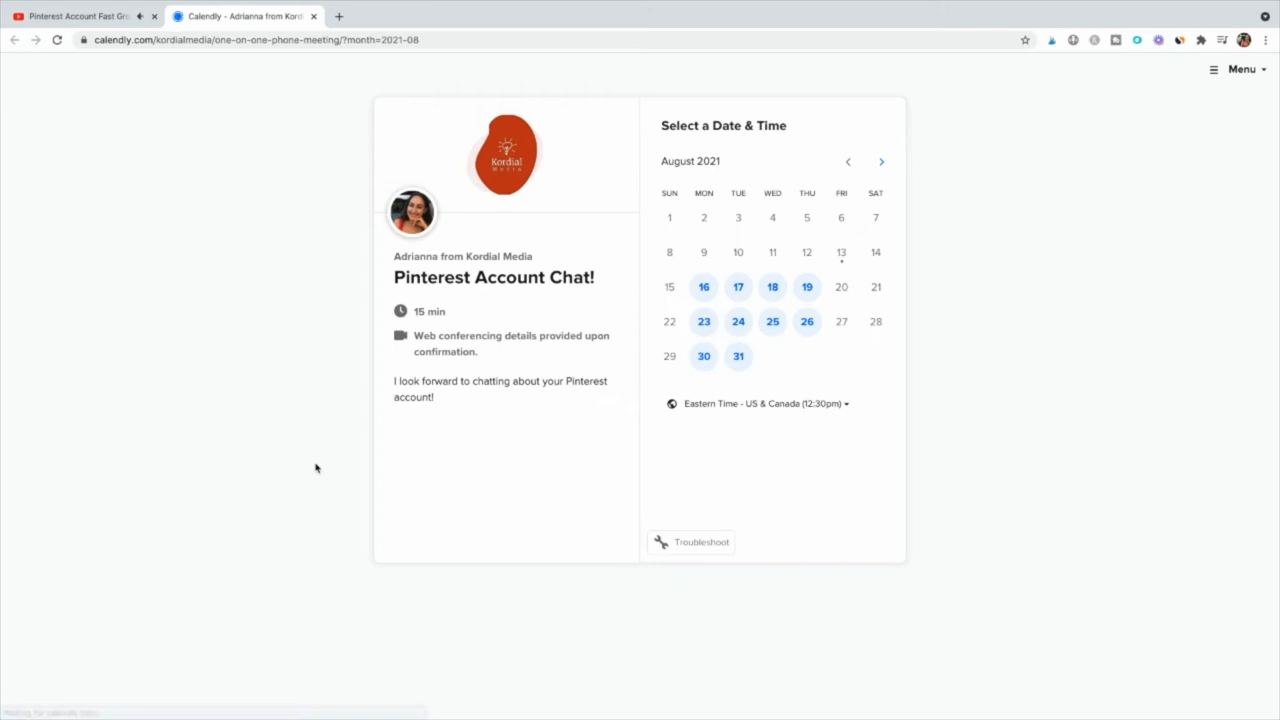 Pinterest Account Fast Gro
Calendly - Adrianna from Kordi
calendly.com/kordialmedia/one-on-one-phone-meeting/?month=2021-08
Menu
Kordial
Media
Adrianna from Kordial Media
Pinterest Account Chat!
15 min
Web conferencing details provided upon
confirmation.
I look forward to chatting about your Pinterest
account!
Select a Date & Time
August 2021
SUN MON TUE WED THU FRI SAT
1 2 3 4 5 6 7
8 9 10 11 12 13 14
15 16 17 18 19 20 21
22 23 24 25 26 27 28
29 30 31
Eastern Time - US & Canada (12:30pm)
Troubleshoot